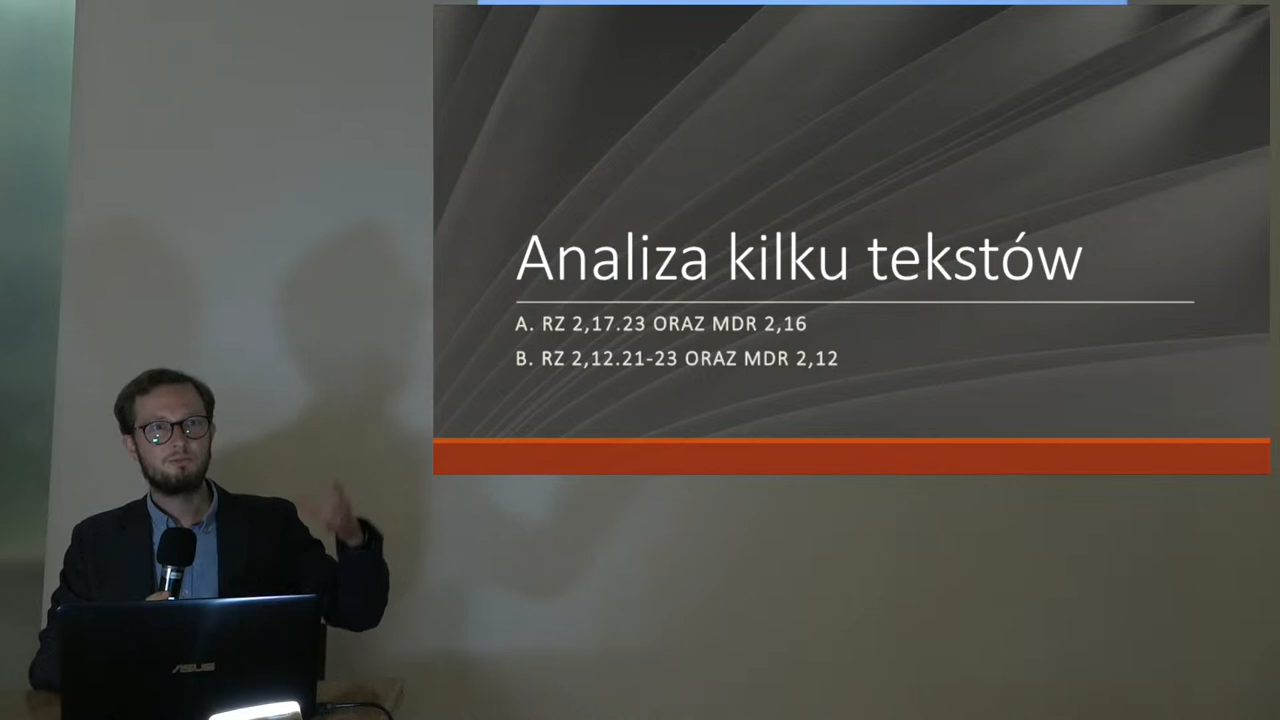 Analiza kilku tekstów
A. RZ 2,17.23 ORAZ MDR 2,16
B. RZ 2,12.21-23 ORAZ MDR 2,12
ASUS